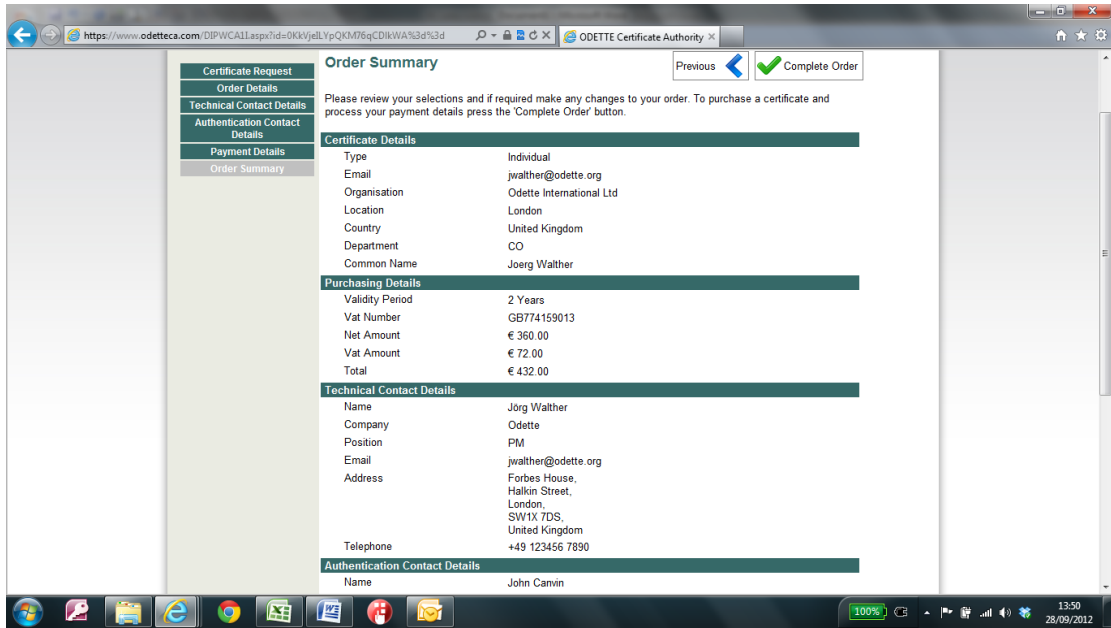 https://www.odetteca.com/DIPWCA1I.aspx?id=0KkVjelLYpQKM76qCDIkWA%3d%3d
ODETTE Certificate Authority
Certificate Request
Order Details
Technical Contact Details
Authentication Contact
Details
Payment Details
Order Summary
Order Summary
Previous
Complete Order
Please review your selections and if required make any changes to your order. To purchase a certificate and
process your payment details press the 'Complete Order' button.
Certificate Details
Type Individual
Email jwalther@odette.org
Organisation Odette International Ltd
Location London
Country United Kingdom
Department CO
Common Name Joerg Walther
Purchasing Details
Validity Period 2 Years
Vat Number GB774159013
Net Amount € 360.00
Vat Amount € 72.00
Total € 432.00
Technical Contact Details
Name Jörg Walther
Company Odette
Position PM
Email jwalther@odette.org
Address Forbes House,
Halkin Street,
London,
SW1X 7DS,
United Kingdom
Telephone +49 123456 7890
Authentication Contact Details
Name John Canvin
100%
13:50
28/09/2012